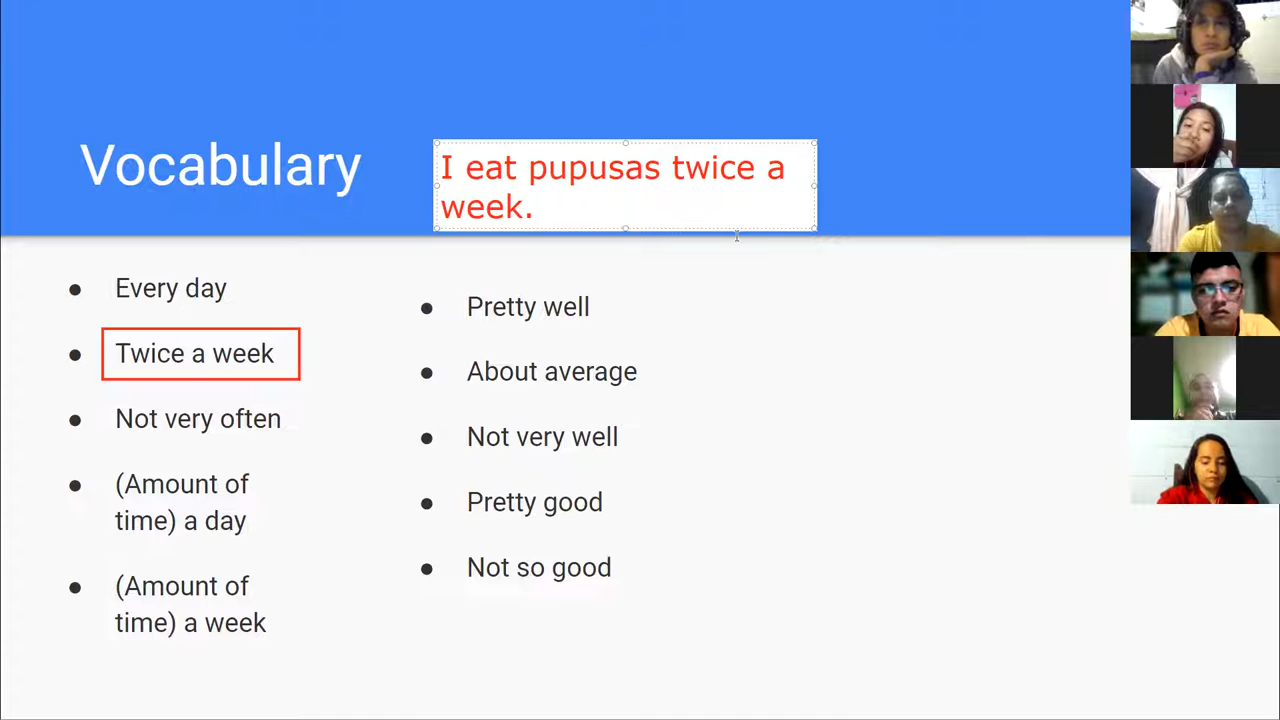 Vocabulary
I eat pupusas twice a
week.
● Every day
● Twice a week
● Not very often
● (Amount of
time) a day
● (Amount of
time) a week
● Pretty well
● About average
● Not very well
● Pretty good
● Not so good